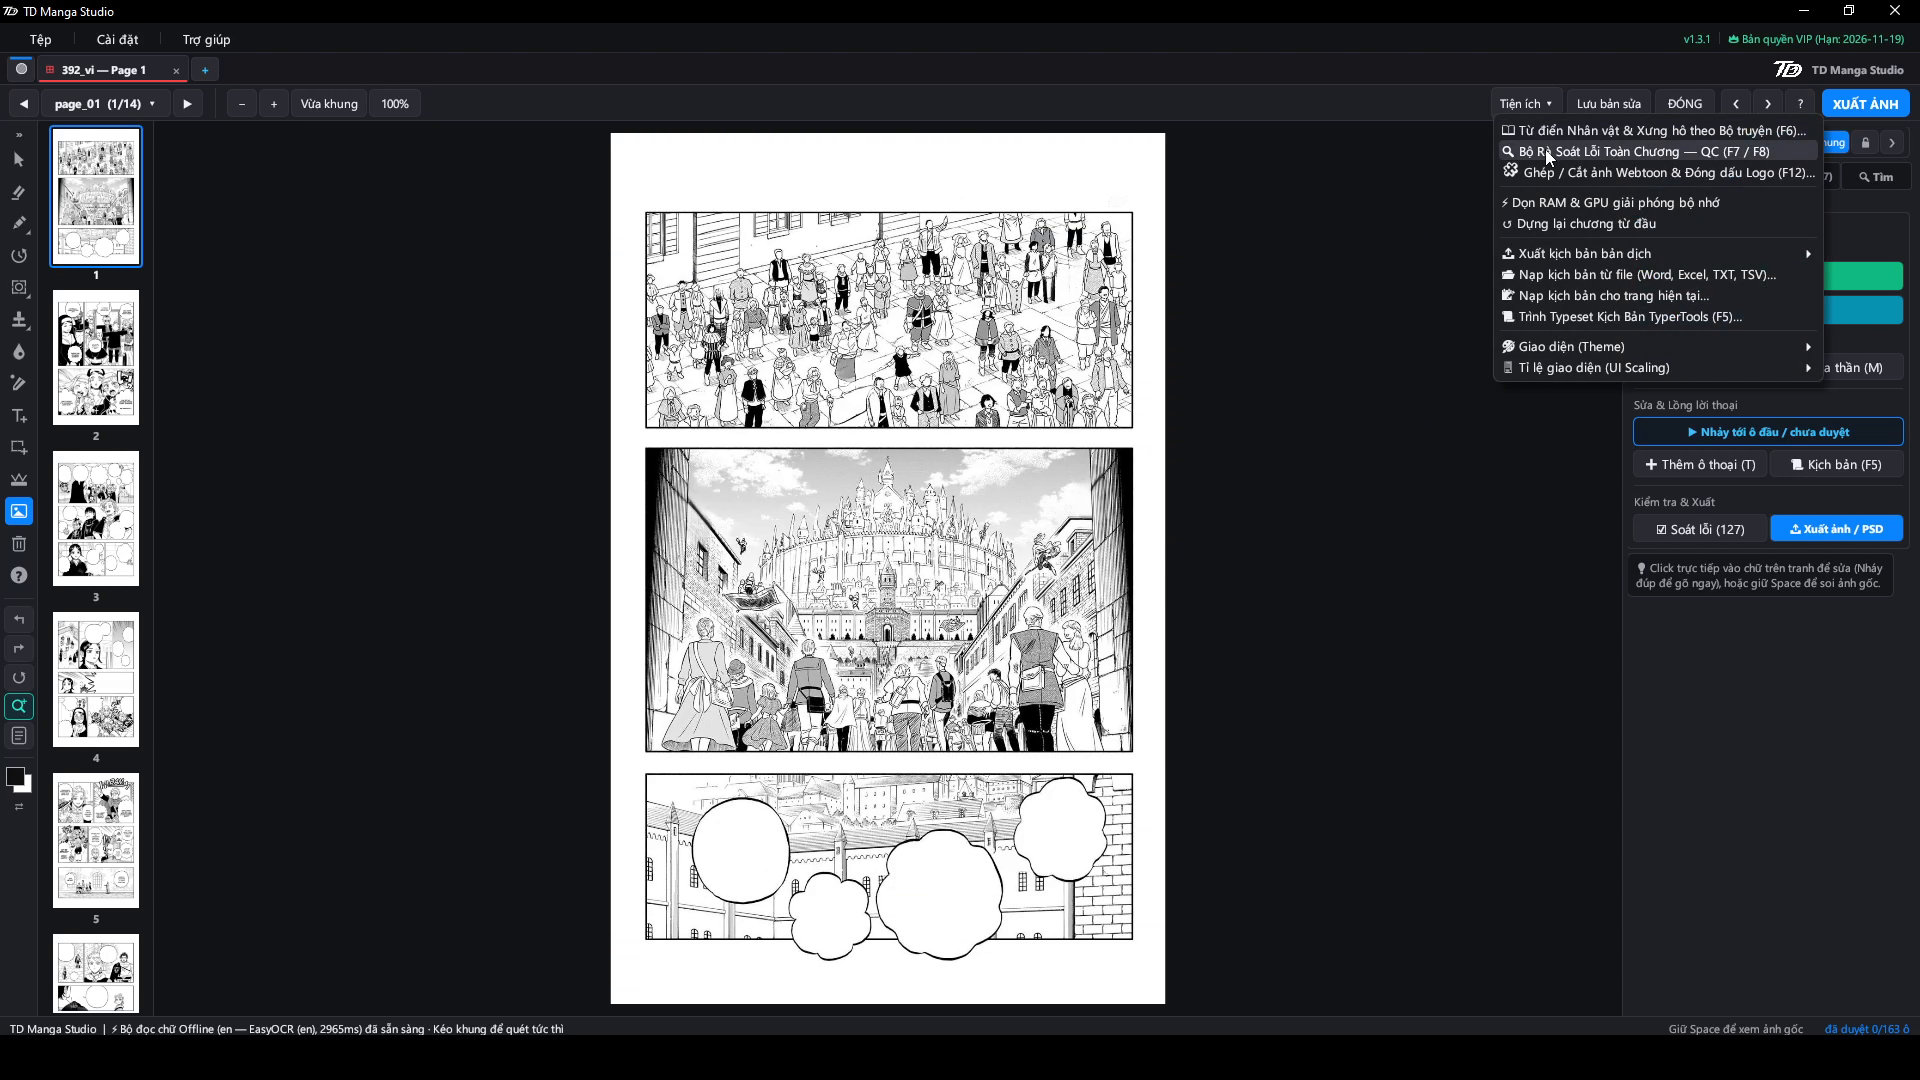 TD Manga Studio
Tệp
Cài đặt
Trợ giúp
v1.3.1
Bản quyền VIP (Hạn: 2026-11-19)
392_vi — Page 1
TD Manga Studio
page_01 (1/14)
Vừa khung
100%
Tiện ích
Lưu bản sửa
ĐÓNG
?
XUẤT ẢNH
Từ điển Nhân vật & Xưng hô theo Bộ truyện (F6)...
Bộ Rà Soát Lỗi Toàn Chương — QC (F7 / F8)
Ghép / Cắt ảnh Webtoon & Đóng dấu Logo (F12)...
Tìm
Dọn RAM & GPU giải phóng bộ nhớ
Dựng lại chương từ đầu
Xuất kịch bản bản dịch
Nạp kịch bản từ file (Word, Excel, TXT, TSV)...
Nạp kịch bản cho trang hiện tại...
Trình Typeset Kịch Bản TyperTools (F5)...
Giao diện (Theme)
Tỉ lệ giao diện (UI Scaling)
a thần (M)
Sửa & Lồng lời thoại
Nhảy tới ô đầu / chưa duyệt
Thêm ô thoại (T)
Kịch bản (F5)
Kiểm tra & Xuất
Soát lỗi (127)
Xuất ảnh / PSD
Click trực tiếp vào chữ trên tranh để sửa (Nháy
đúp để gõ ngay), hoặc giữ Space để soi ảnh gốc.
1
2
3
4
5
TD Manga Studio | Bộ đọc chữ Offline (en — EasyOCR (en), 2965ms) đã sẵn sàng · Kéo khung để quét tức thì
Giữ Space để xem ảnh gốc
đã duyệt 0/163 ô